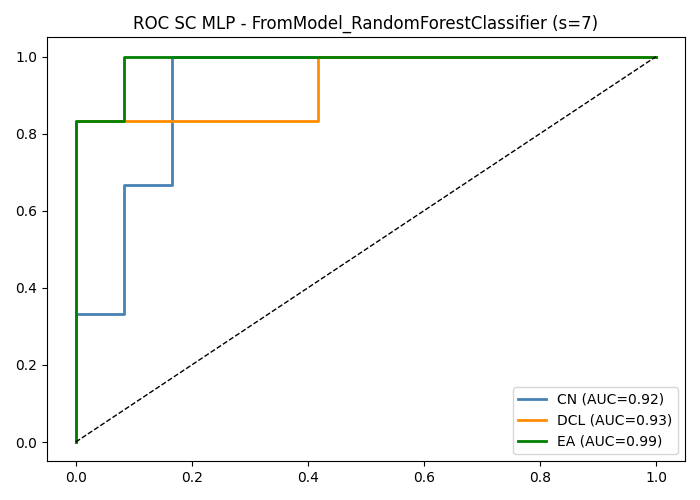 ROC SC MLP - FromModel_RandomForestClassifier (s=7)
1.0
0.8
0.6
0.4
0.2
0.0
0.0 0.2 0.4 0.6 0.8 1.0
CN (AUC=0.92)
DCL (AUC=0.93)
EA (AUC=0.99)